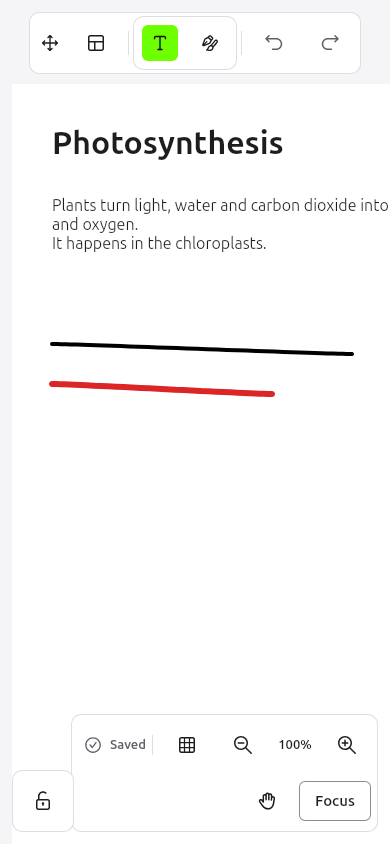 T
Photosynthesis
Plants turn light, water and carbon dioxide into
and oxygen.
It happens in the chloroplasts.
Saved
100%
Focus